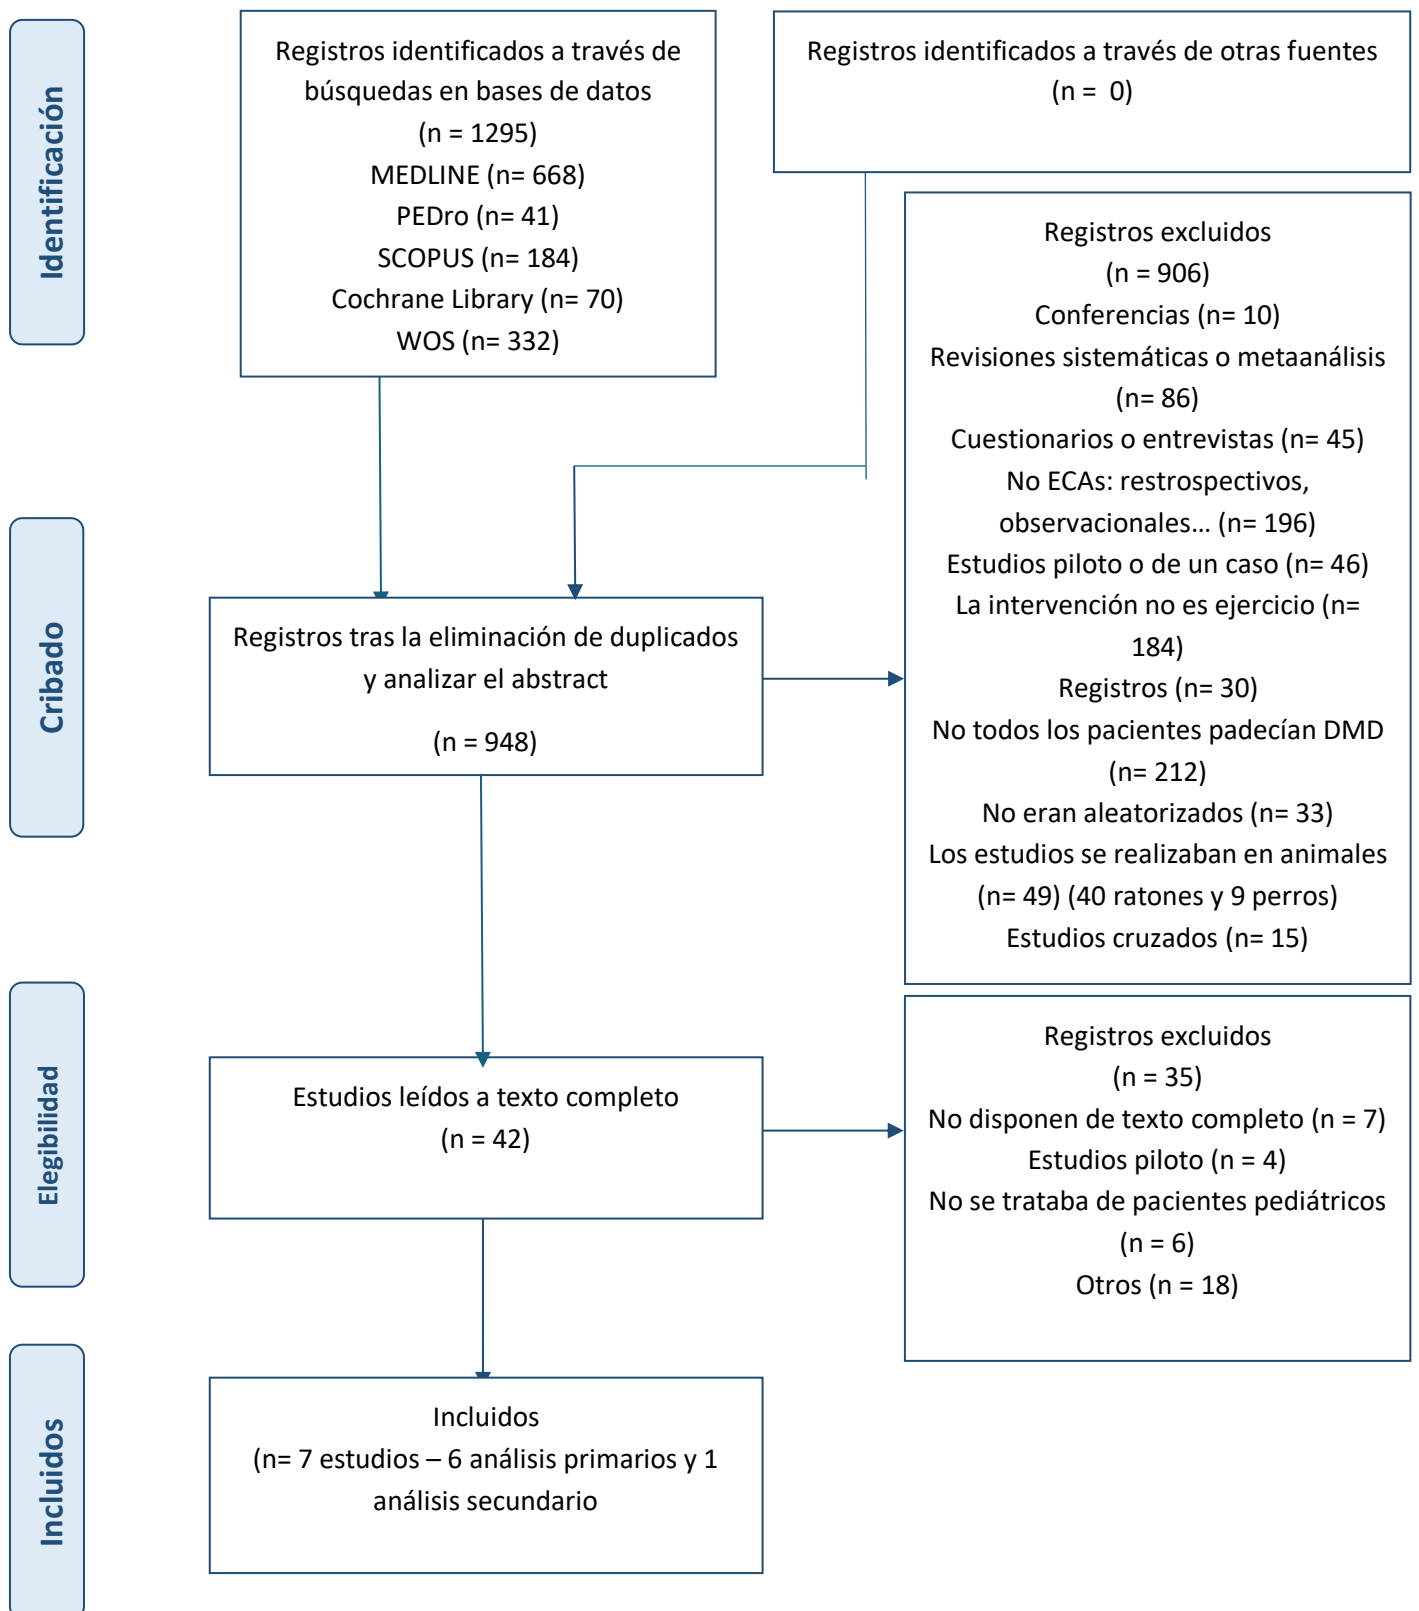 Identificación
Registros identificados a través de
búsquedas en bases de datos
(n = 1295)
MEDLINE (n= 668)
PEDro (n= 41)
SCOPUS (n= 184)
Cochrane Library (n= 70)
WOS (n= 332)
Registros identificados a través de otras fuentes
(n = 0)
Cribado
Registros tras la eliminación de duplicados
y analizar el abstract
(n = 948)
Registros excluidos
(n = 906)
Conferencias (n= 10)
Revisiones sistemáticas o metaanálisis
(n= 86)
Cuestionarios o entrevistas (n= 45)
No ECAs: restrospectivos,
observacionales… (n= 196)
Estudios piloto o de un caso (n= 46)
La intervención no es ejercicio (n=
184)
Registros (n= 30)
No todos los pacientes padecían DMD
(n= 212)
No eran aleatorizados (n= 33)
Los estudios se realizaban en animales
(n= 49) (40 ratones y 9 perros)
Estudios cruzados (n= 15)
Elegibilidad
Estudios leídos a texto completo
(n = 42)
Registros excluidos
(n = 35)
No disponen de texto completo (n = 7)
Estudios piloto (n = 4)
No se trataba de pacientes pediátricos
(n = 6)
Otros (n = 18)
Incluidos
Incluidos
(n= 7 estudios – 6 análisis primarios y 1
análisis secundario